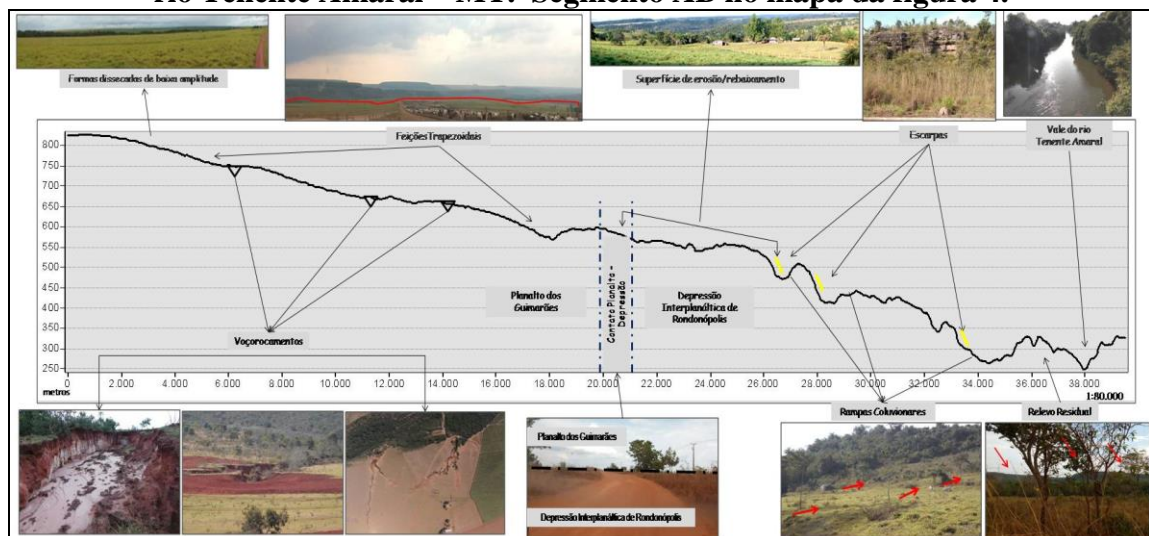 Rio Tenente Amaral – MT: Segmento AB no mapa da figura 4.
Formas dissecadas de baixa amplitude
Superfície de erosão/rebaixamento
Feições Trapezoidais
Escarpas
Vale do rio
Tenente Amaral
800
750
700
650
600
550
500
450
400
350
300
250
Planalto dos
Guimarães
Contato Planalto -
Depressão
Depressão
Interplanáltica de
Rondonópolis
Voçorocamentos
metros
0
2.000
4.000
6.000
8.000
10.000
12.000
14.000
16.000
18.000
20.000
22.000
24.000
26.000
28.000
30.000
32.000
34.000
36.000
38.000
1:80.000
Rampas Coluvionares
Relevo Residual
Planalto dos Guimarães
Depressão Interplanáltica de Rondonópolis